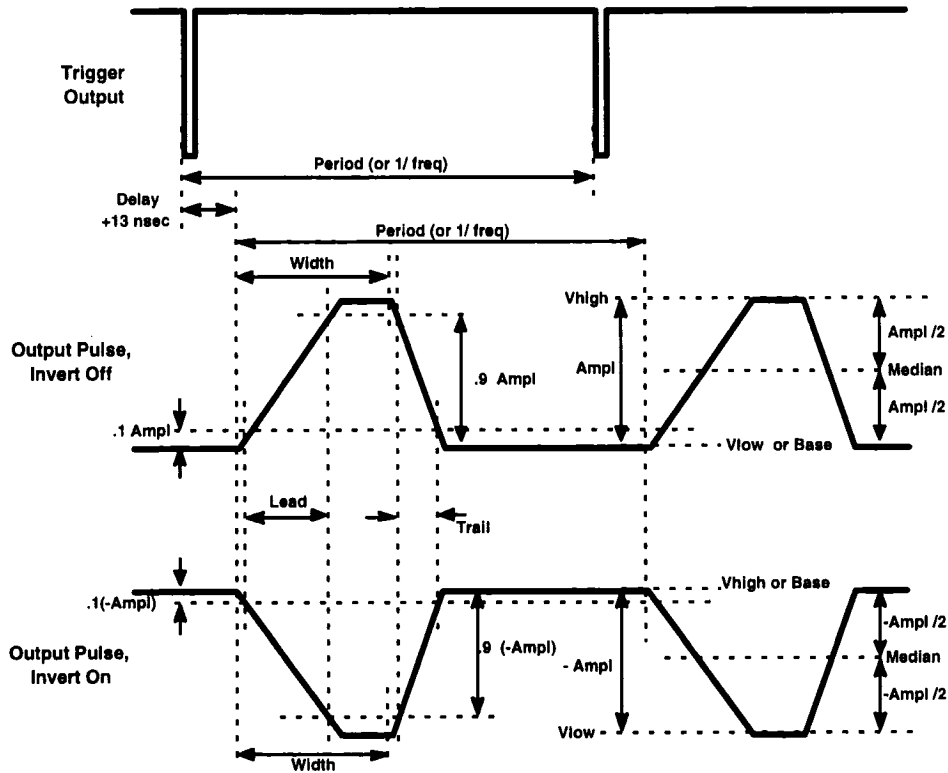 Trigger
Output
Period (or 1/ freq)
Delay
+13 nsec
Period (or 1/ freq)
Width
Vhigh
Output Pulse,
Invert Off
.9 Ampl
Ampl
Ampl /2
Median
Ampl /2
.1 Ampl
Vlow or Base
Lead
Trail
Vhigh or Base
.1(-Ampl)
-Ampl /2
Output Pulse,
Invert On
.9 (-Ampl)
- Ampl
Median
-Ampl /2
Vlow
Width